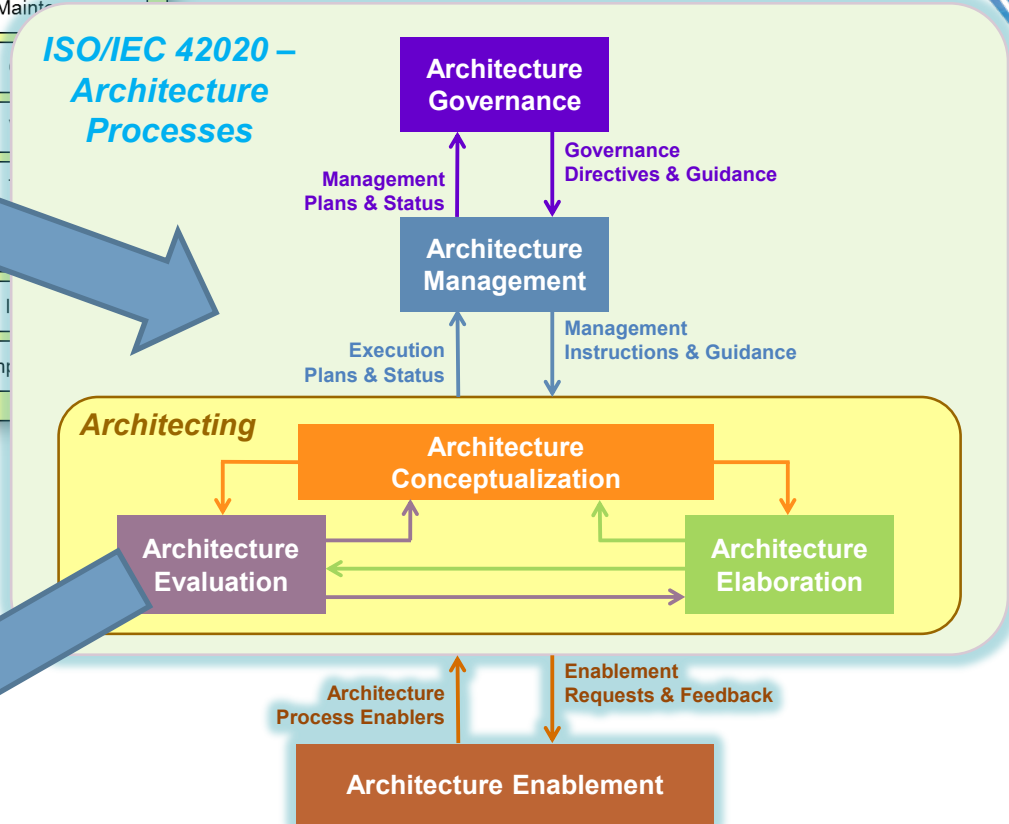 ISO/IEC 42020 –
Architecture
Processes
Architecture
Governance
Management
Plans & Status
Governance
Directives & Guidance
Architecture
Management
Execution
Plans & Status
Management
Instructions & Guidance
Architecting
Architecture
Conceptualization
Architecture
Evaluation
Architecture
Elaboration
Architecture
Process Enablers
Enablement
Requests & Feedback
Architecture Enablement